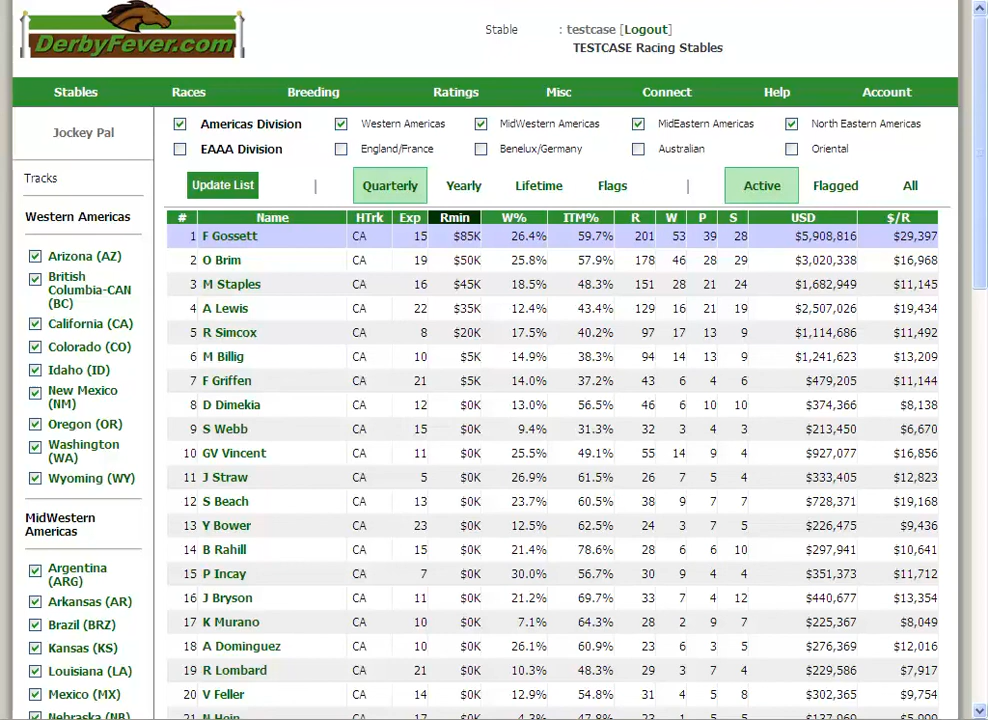 DerbyFever.com
Stable : testcase [Logout]
TESTCASE Racing Stables
Stables Races Breeding Ratings Misc Connect Help Account
Jockey Pal
Americas Division Western Americas MidWestern Americas MidEastern Americas North Eastern Americas
EAAA Division England/France Benelux/Germany Australian Oriental
Tracks
Update List | Quarterly Yearly Lifetime Flags | Active Flagged All
Western Americas
Arizona (AZ)
British
Columbia-CAN
(BC)
California (CA)
Colorado (CO)
Idaho (ID)
New Mexico
(NM)
Oregon (OR)
Washington
(WA)
Wyoming (WY)
MidWestern
Americas
Argentina
(ARG)
Arkansas (AR)
Brazil (BRZ)
Kansas (KS)
Louisiana (LA)
Mexico (MX)
Nebraska (NB)
# Name HTrk Exp Rmin W% ITM% R W P S USD $/R
1 F Gossett CA 15 $85K 26.4% 59.7% 201 53 39 28 $5,908,816 $29,397
2 O Brim CA 19 $50K 25.8% 57.9% 178 46 28 29 $3,020,338 $16,968
3 M Staples CA 16 $45K 18.5% 48.3% 151 28 21 24 $1,682,949 $11,145
4 A Lewis CA 22 $35K 12.4% 43.4% 129 16 21 19 $2,507,026 $19,434
5 R Simcox CA 8 $20K 17.5% 40.2% 97 17 13 9 $1,114,686 $11,492
6 M Billig CA 10 $5K 14.9% 38.3% 94 14 13 9 $1,241,623 $13,209
7 F Griffen CA 21 $5K 14.0% 37.2% 43 6 4 6 $479,205 $11,144
8 D Dimekia CA 12 $0K 13.0% 56.5% 46 6 10 10 $374,366 $8,138
9 S Webb CA 15 $0K 9.4% 31.3% 32 3 4 3 $213,450 $6,670
10 GV Vincent CA 11 $0K 25.5% 49.1% 55 14 9 4 $927,077 $16,856
11 J Straw CA 5 $0K 26.9% 61.5% 26 7 5 4 $333,405 $12,823
12 S Beach CA 13 $0K 23.7% 60.5% 38 9 7 7 $728,371 $19,168
13 Y Bower CA 23 $0K 12.5% 62.5% 24 3 7 5 $226,475 $9,436
14 B Rahill CA 15 $0K 21.4% 78.6% 28 6 6 10 $297,941 $10,641
15 P Incay CA 7 $0K 30.0% 56.7% 30 9 4 4 $351,373 $11,712
16 J Bryson CA 11 $0K 21.2% 69.7% 33 7 4 12 $440,677 $13,354
17 K Murano CA 10 $0K 7.1% 64.3% 28 2 9 7 $225,367 $8,049
18 A Dominguez CA 10 $0K 26.1% 60.9% 23 6 3 5 $276,369 $12,016
19 R Lombard CA 21 $0K 10.3% 48.3% 29 3 7 4 $229,586 $7,917
20 V Feller CA 14 $0K 12.9% 54.8% 31 4 5 8 $302,365 $9,754
21 N Hein CA 17 $0K